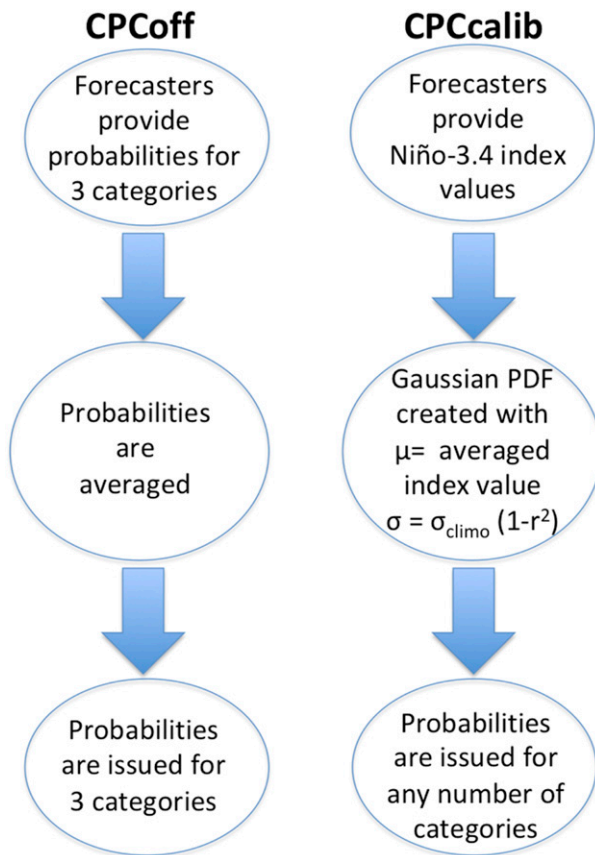 CPCoff
Forecasters
provide
probabilities for
3 categories
Probabilities
are
averaged
Probabilities
are issued for
3 categories
CPCcalib
Forecasters
provide
Niño-3.4 index
values
Gaussian PDF
created with
μ= averaged
index value
σ = σclimo (1-r²)
Probabilities
are issued for
any number of
categories